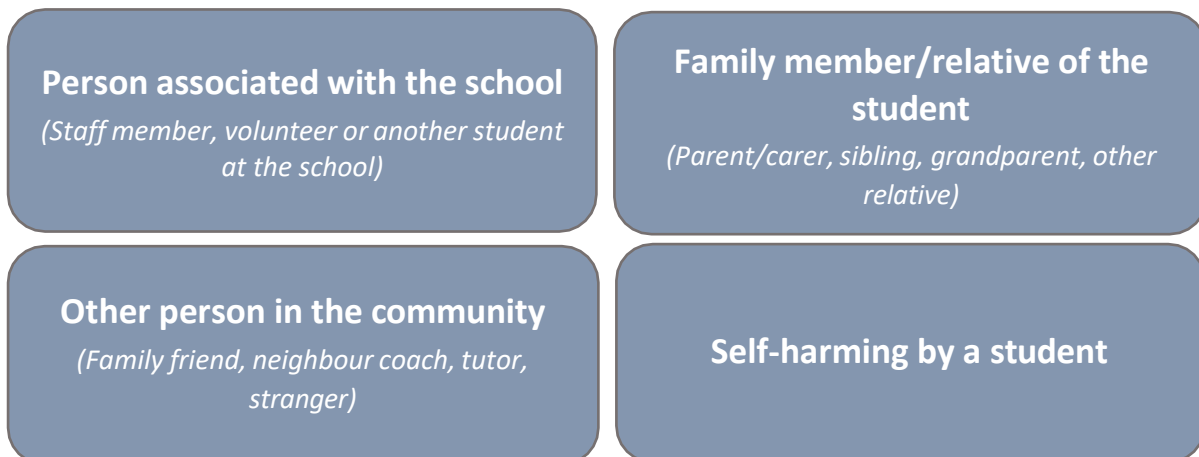 Person associated with the school
(Staff member, volunteer or another student
at the school)
Family member/relative of the
student
(Parent/carer, sibling, grandparent, other
relative)
Other person in the community
(Family friend, neighbour coach, tutor,
stranger)
Self-harming by a student